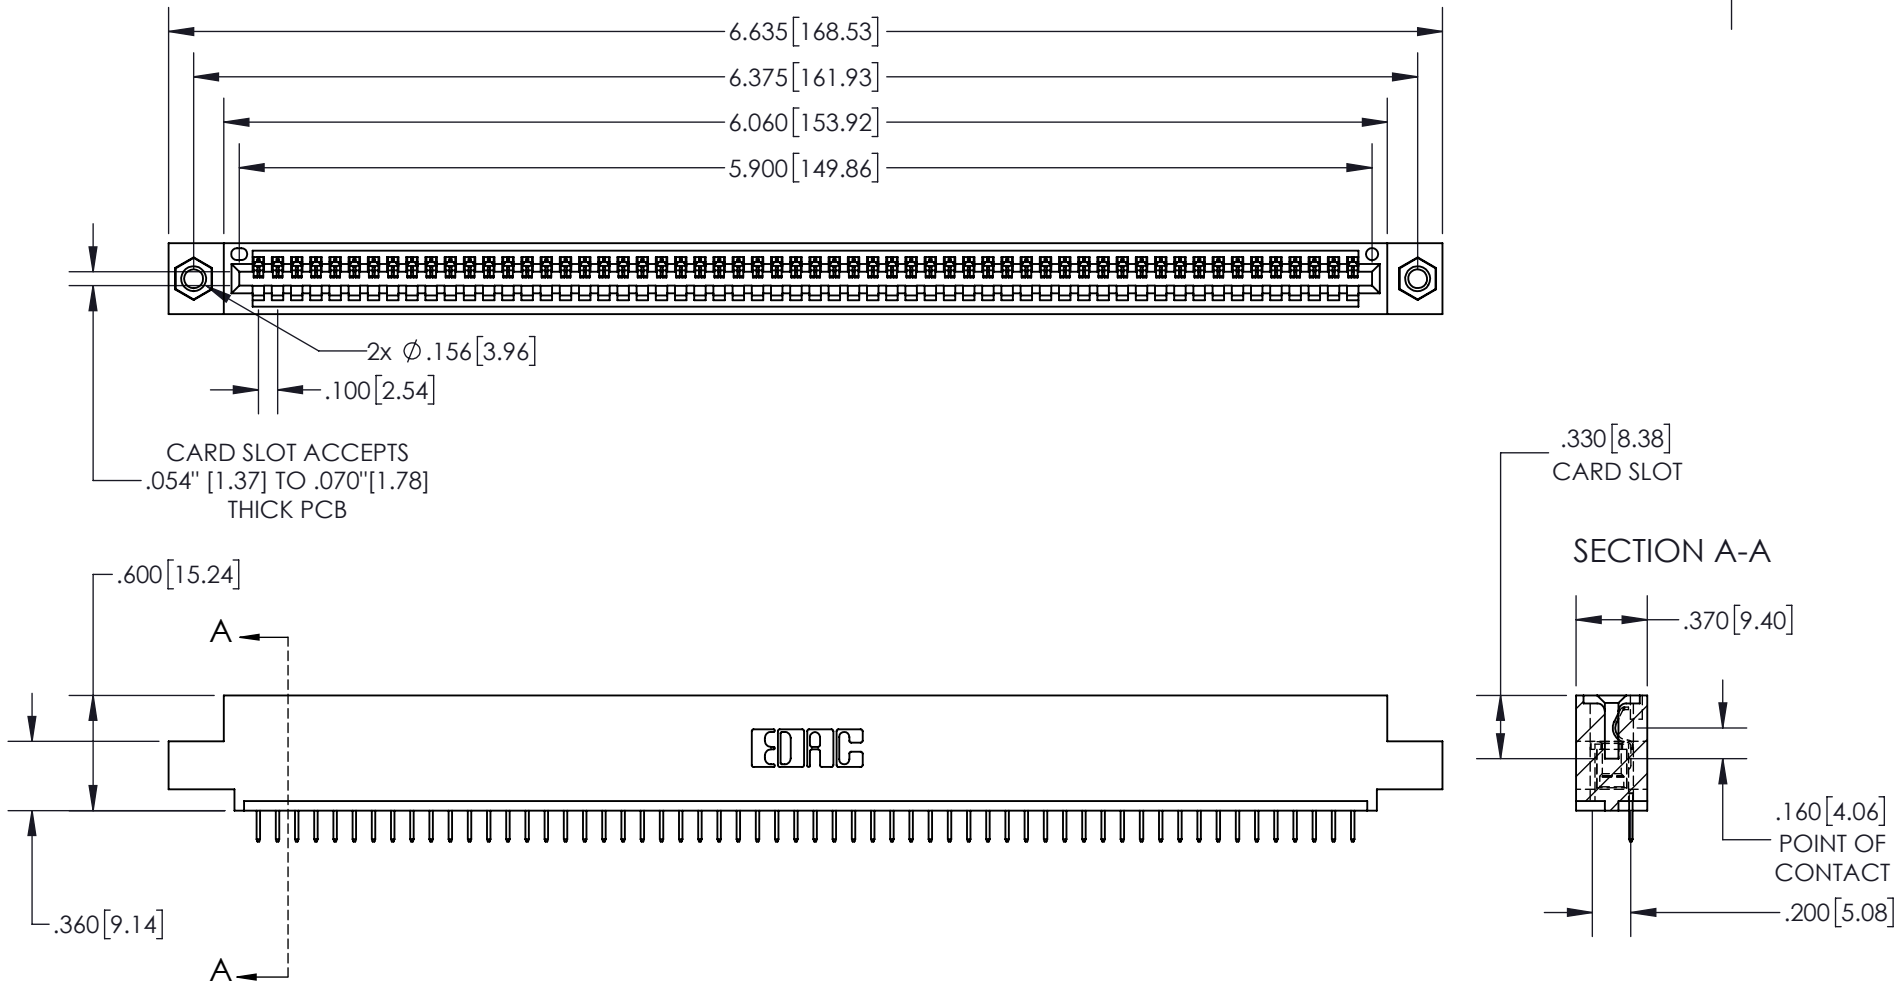 6.635[168.53]
6.375[161.93]
6.060[153.92]
5.900[149.86]
2x Ø.156[3.96]
.100[2.54]
CARD SLOT ACCEPTS
.054" [1.37] TO .070"[1.78]
THICK PCB
.330[8.38]
CARD SLOT
SECTION A-A
.600[15.24]
.370[9.40]
A
EDAC
.160[4.06]
POINT OF
CONTACT
.200[5.08]
.360[9.14]
A